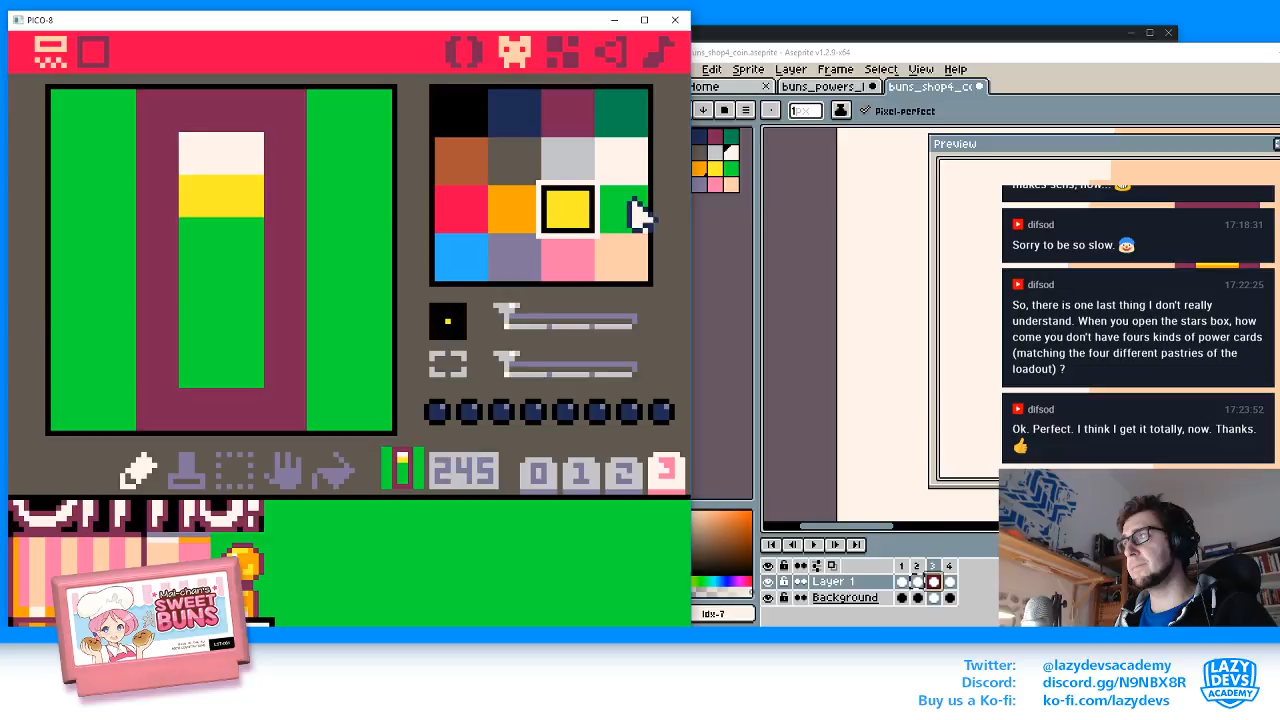 PICO-8
buns_shop4_coin.aseprite - Aseprite v1.2.9-x64
Edit Sprite Layer Frame Select View Help
Home
buns_powers_
buns_shop4_co
Pixel-perfect
Preview
difsod 17:18:31
Sorry to be so slow.
difsod 17:22:25
So, there is one last thing I don't really
understand. When you open the stars box, how
come you don't have fours kinds of power cards
(matching the four different pastries of the
loadout) ?
difsod 17:23:52
Ok. Perfect. I think I get it totally, now. Thanks.
245 0 1 2 3
1 2 3 4
Layer 1
Background
Idx-7
Mai-chan's
SWEET
BUNS
Twitter: @lazydevsacademy
Discord: discord.gg/N9NBX8R
Buy us a Ko-fi: ko-fi.com/lazydevs
LAZY
DEVS
ACADEMY